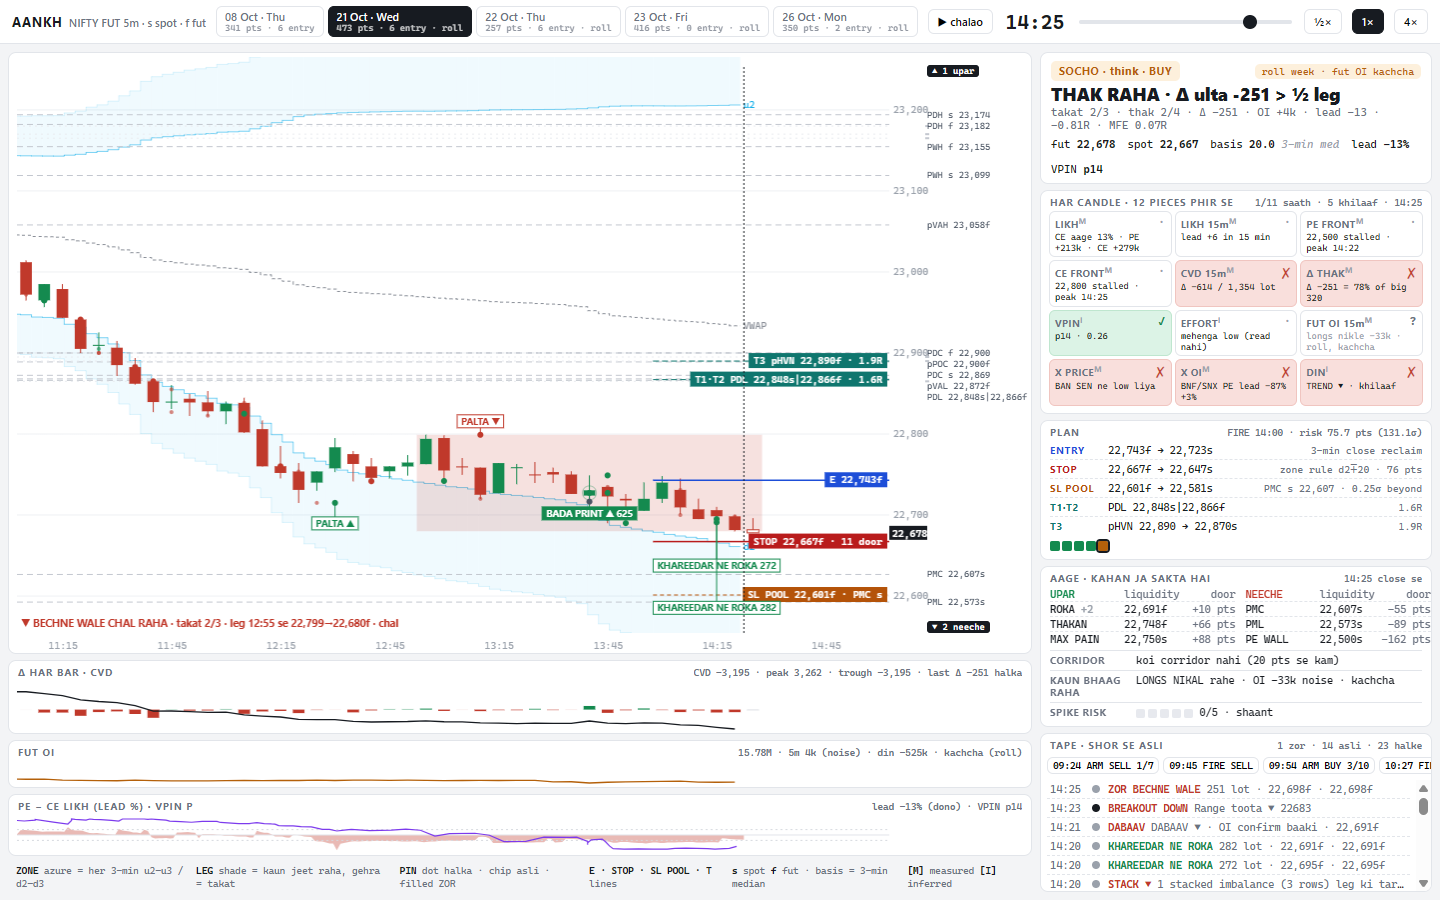 AANKH NIFTY FUT 5m · s spot · f fut
08 Oct · Thu
341 pts · 6 entry
21 Oct · Wed
473 pts · 6 entry · roll
22 Oct · Thu
257 pts · 6 entry · roll
23 Oct · Fri
416 pts · 0 entry · roll
26 Oct · Mon
350 pts · 2 entry · roll
▶ chalao
14:25
½×
1×
4×
▲ 1 upar
u2
23,200
PDH s 23,174
PDH f 23,182
PWH f 23,155
PWH s 23,099
23,100
pVAH 23,058f
23,000
VWAP
22,900
PDC f 22,900
pPOC 22,900f
PDC s 22,869
pVAL 22,872f
PDL 22,848s|22,866f
T3 pHVN 22,890f · 1.9R
T1·T2 PDL 22,848s|22,866f · 1.6R
22,800
PALTA ▼
E 22,743f
BADA PRINT ▲ 625
PALTA ▲
22,700
22,678
STOP 22,667f · 11 door
KHAREEDAR NE ROKA 272
PMC 22,607s
SL POOL 22,601f · PMC s
22,600
PML 22,573s
KHAREEDAR NE ROKA 282
▼ BECHNE WALE CHAL RAHA · takat 2/3 · leg 12:55 se 22,799→22,680f · chal
▼ 2 neeche
11:15
11:45
12:15
12:45
13:15
13:45
14:15
14:45
Δ HAR BAR · CVD
CVD −3,195 · peak 3,262 · trough −3,195 · last Δ −251 halka
FUT OI
15.78M · 5m 4k (noise) · din −525k · kachcha (roll)
PE − CE LIKH (LEAD %) · VPIN P
lead −13% (dono) · VPIN p14
ZONE azure = her 3-min u2–u3 / d2–d3
LEG shade = kaun jeet raha, gehra = takat
PIN dot halka · chip asli · filled ZOR
E · STOP · SL POOL · T lines
s spot f fut · basis = 3-min median
[M] measured [I] inferred
SOCHO · think · BUY
roll week · fut OI kachcha
THAK RAHA · Δ ulta -251 > ½ leg
takat 2/3 · thak 2/4 · Δ −251 · OI +4k · lead −13 · −0.81R · MFE 0.07R
fut 22,678 spot 22,667 basis 20.0 3-min med lead −13%
VPIN p14
HAR CANDLE · 12 PIECES PHIR SE
1/11 saath · 5 khilaaf · 14:25
LIKH M ·
CE aage 13% · PE +213k · CE +279k
LIKH 15m M ·
lead +6 in 15 min
PE FRONT M ·
22,500 stalled · peak 14:22
CE FRONT M ·
22,800 stalled · peak 14:25
CVD 15m M ✗
Δ −614 / 1,354 lot
Δ THAK M ✗
Δ −251 = 78% of big 320
VPIN I ✓
p14 · 0.26
EFFORT I ·
mehenga low (read nahi)
FUT OI 15m M ?
longs nikle −33k · roll, kachcha
X PRICE M ✗
BAN SEN ne low liya
X OI M ✗
BNF/SNX PE lead −87% +3%
DIN I ✗
TREND ▼ · khilaaf
PLAN
FIRE 14:00 · risk 75.7 pts (131.1σ)
ENTRY 22,743f → 22,723s 3-min close reclaim
STOP 22,667f → 22,647s zone rule d2∓20 · 76 pts
SL POOL 22,601f → 22,581s PMC s 22,607 · 0.25σ beyond
T1·T2 PDL 22,848s|22,866f 1.6R
T3 pHVN 22,890 → 22,870s 1.9R
AAGE · KAHAN JA SAKTA HAI
14:25 close se
UPAR liquidity door NEECHE liquidity door
ROKA +2 22,691f +10 pts PMC 22,607s −55 pts
THAKAN 22,748f +66 pts PML 22,573s −89 pts
MAX PAIN 22,750s +88 pts PE WALL 22,500s −162 pts
CORRIDOR koi corridor nahi (20 pts se kam)
KAUN BHAAG RAHA LONGS NIKAL rahe · OI −33k noise · kachcha
SPIKE RISK 0/5 · shaant
TAPE · SHOR SE ASLI
1 zor · 14 asli · 23 halke
09:24 ARM SELL 1/7
09:45 FIRE SELL
09:54 ARM BUY 3/10
14:25 ZOR BECHNE WALE 251 lot · 22,698f · 22,698f
14:23 BREAKOUT DOWN Range toota ▼ 22683
14:21 DABAAV DABAAV ▼ · OI confirm baaki · 22,691f
14:20 KHAREEDAR NE ROKA 282 lot · 22,691f · 22,691f
14:20 KHAREEDAR NE ROKA 272 lot · 22,695f · 22,695f
14:20 STACK ▼ 1 stacked imbalance (3 rows) leg ki tar…